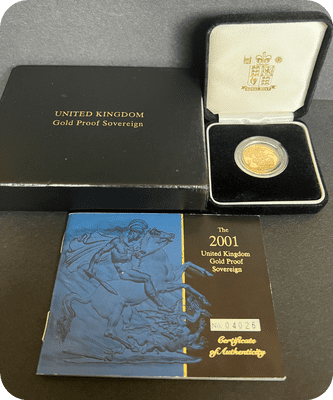 UNITED KINGDOM
Gold Proof Sovereign
The
2001
United Kingdom
Gold Proof
Sovereign
No 04026
Certificate
of Authenticity